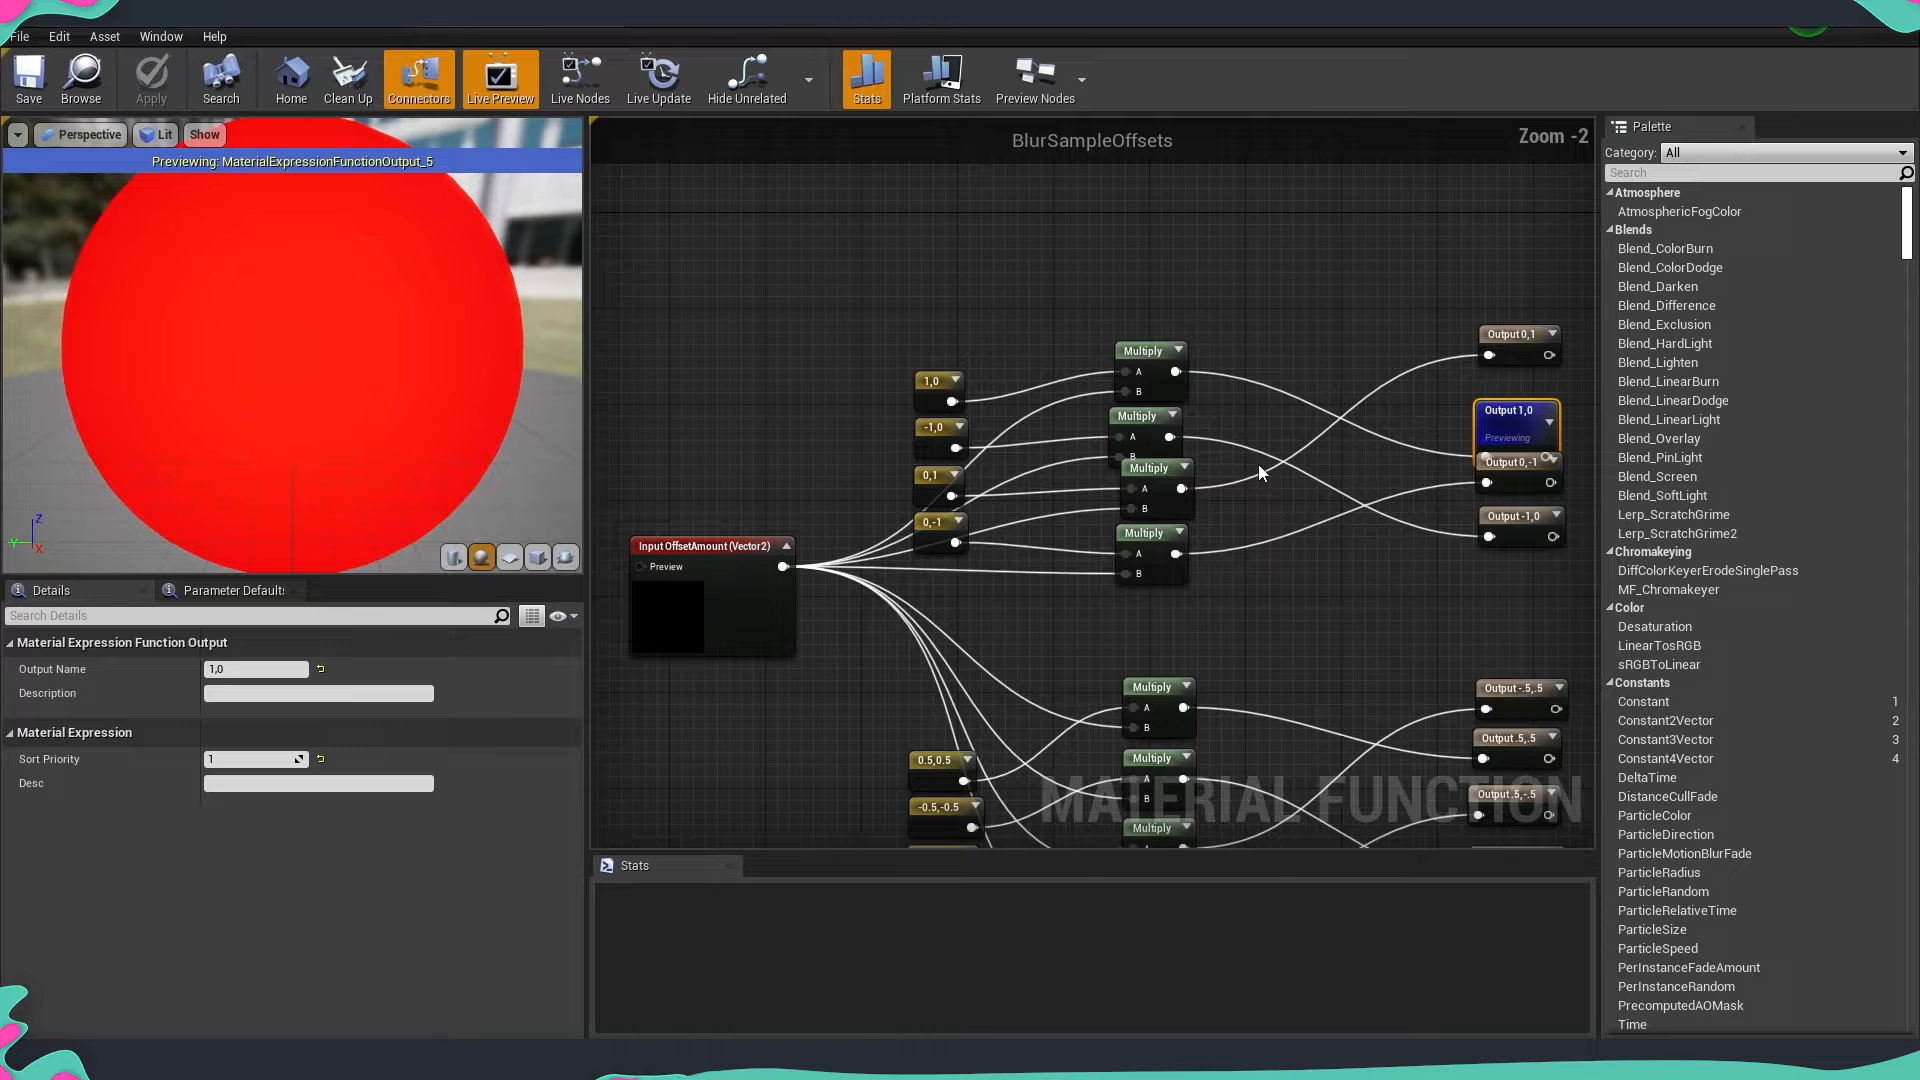 File Edit Asset Window Help
Save Browse Apply Search Home Clean Up Connectors Live Preview Live Nodes Live Update Hide Unrelated Stats Platform Stats Preview Nodes
Perspective Lit Show
Previewing: MaterialExpressionFunctionOutput_5
Z
Y
X
Details Parameter Defaults
Search Details
Material Expression Function Output
Output Name 1,0
Description
Material Expression
Sort Priority 1
Desc
BlurSampleOffsets
Zoom -2
Output 0,1
Multiply
A
B
1,0
Output 1,0
Previewing
Multiply
A
B
-1,0
Output 0,-1
Multiply
A
B
0,1
Output -1,0
0,-1
Multiply
A
B
Input OffsetAmount (Vector2)
Preview
Multiply
A
B
Output -.5,.5
Output .5,.5
0.5,0.5
Multiply
A
B
Output .5,-.5
-0.5,-0.5
Multiply
MATERIAL FUNCTION
Stats
Palette
Category: All
Search
Atmosphere
AtmosphericFogColor
Blends
Blend_ColorBurn
Blend_ColorDodge
Blend_Darken
Blend_Difference
Blend_Exclusion
Blend_HardLight
Blend_Lighten
Blend_LinearBurn
Blend_LinearDodge
Blend_LinearLight
Blend_Overlay
Blend_PinLight
Blend_Screen
Blend_SoftLight
Lerp_ScratchGrime
Lerp_ScratchGrime2
Chromakeying
DiffColorKeyerErodeSinglePass
MF_Chromakeyer
Color
Desaturation
LinearTosRGB
sRGBToLinear
Constants
Constant 1
Constant2Vector 2
Constant3Vector 3
Constant4Vector 4
DeltaTime
DistanceCullFade
ParticleColor
ParticleDirection
ParticleMotionBlurFade
ParticleRadius
ParticleRandom
ParticleRelativeTime
ParticleSize
ParticleSpeed
PerInstanceFadeAmount
PerInstanceRandom
PrecomputedAOMask
Time